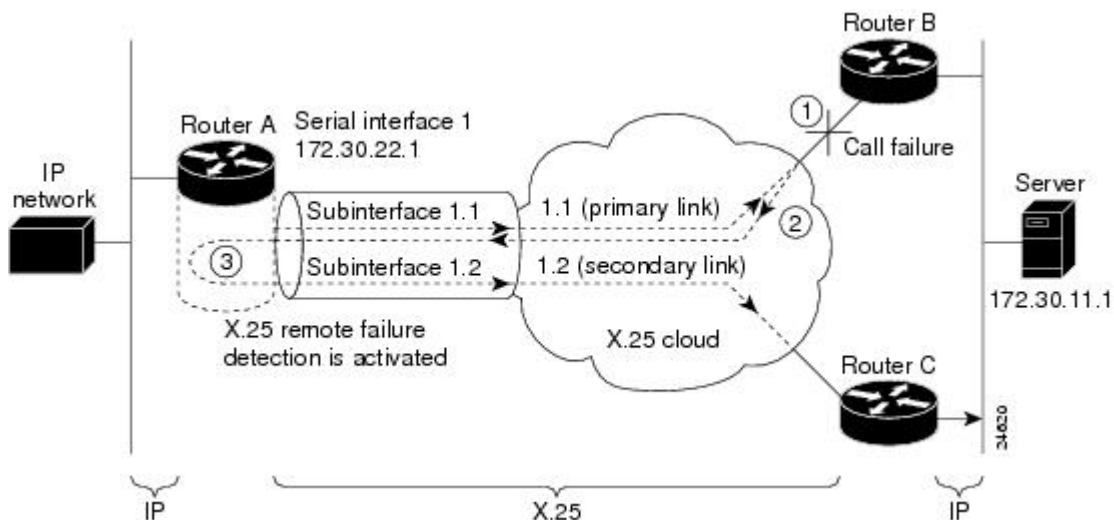 Router B
1
Call failure
Router A
Serial interface 1
172.30.22.1
IP
network
Server
Subinterface 1.1
1.1 (primary link)
2
3
Subinterface 1.2
1.2 (secondary link)
172.30.11.1
X.25 remote failure
detection is activated
X.25 cloud
Router C
24620
IP
X.25
IP